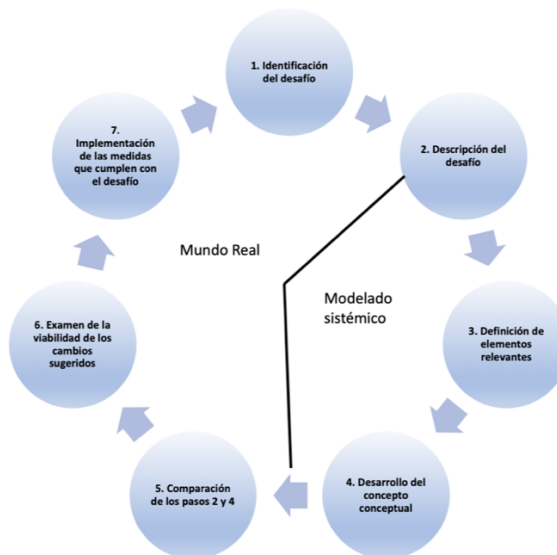 1. Identificación
del desafío
2. Descripción del
desafío
3. Definición de
elementos
relevantes
4. Desarrollo del
concepto
conceptual
5. Comparación
de los pasos 2 y 4
6. Examen de la
viabilidad de los
cambios
sugeridos
7.
Implementación
de las medidas
que cumplen con
el desafío
Mundo Real
Modelado
sistémico